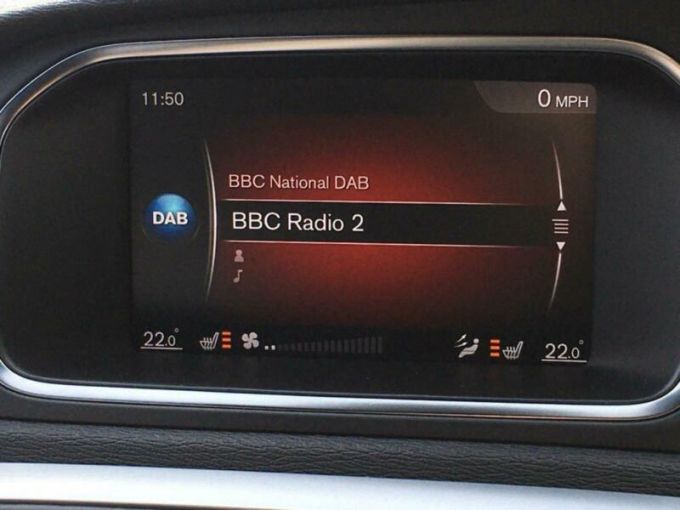 11:50
0 MPH
BBC National DAB
DAB
BBC Radio 2
22.0°
22.0°